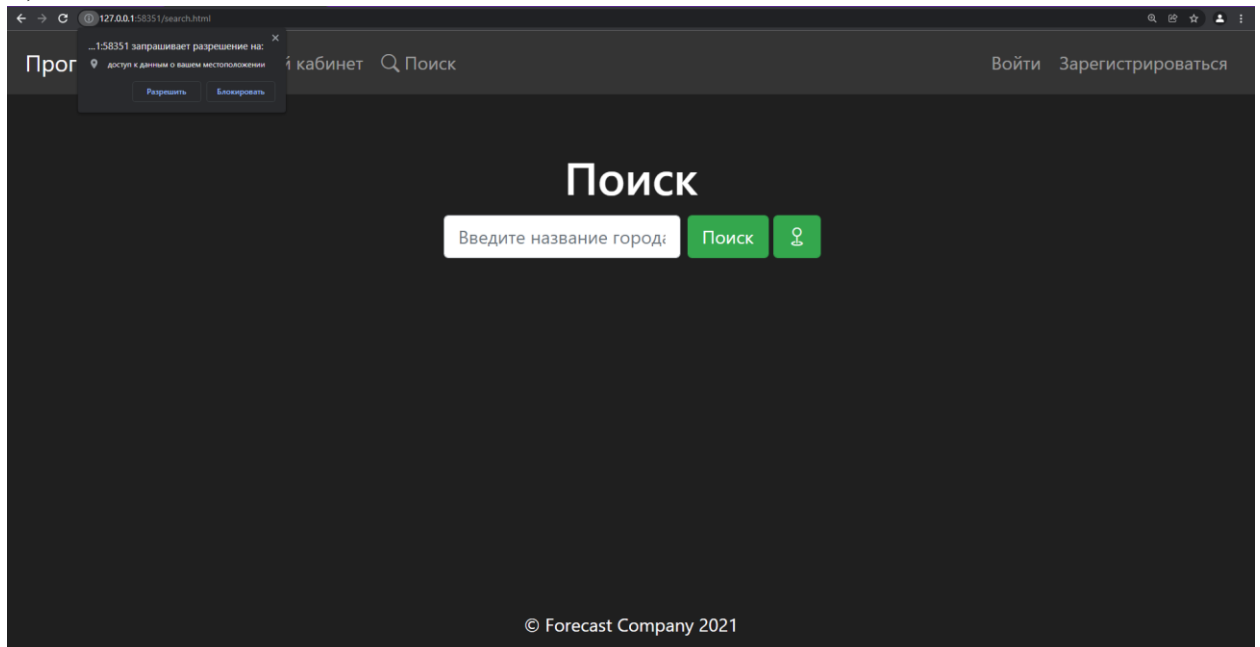 127.0.0.1:58351/search.html
...1:58351 запрашивает разрешение на:
доступ к данным о вашем местоположении
Разрешить Блокировать
Прог
й кабинет Поиск
Войти Зарегистрироваться
Поиск
Введите название города Поиск
© Forecast Company 2021